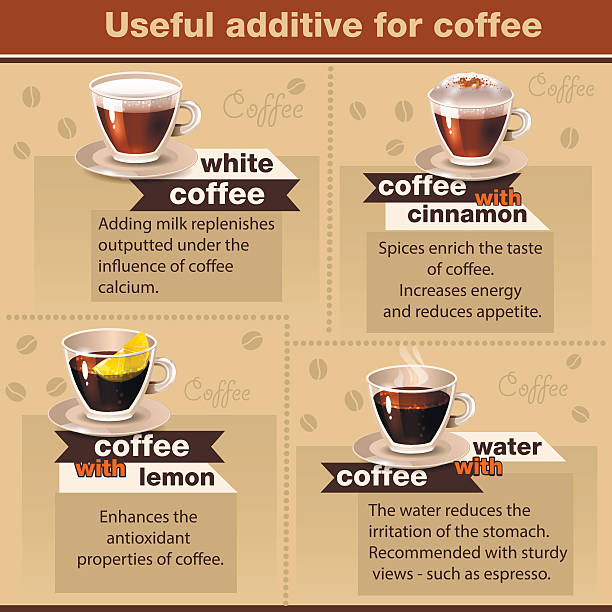 Useful additive for coffee
Coffee
white
coffee
Adding milk replenishes
outputted under the
influence of coffee
calcium.
Coffee
coffee
with
cinnamon
Spices enrich the taste
of coffee.
Increases energy
and reduces appetite.
Coffee
coffee
with lemon
Enhances the
antioxidant
properties of coffee.
Coffee
water
coffee with
The water reduces the
irritation of the stomach.
Recommended with sturdy
views - such as espresso.